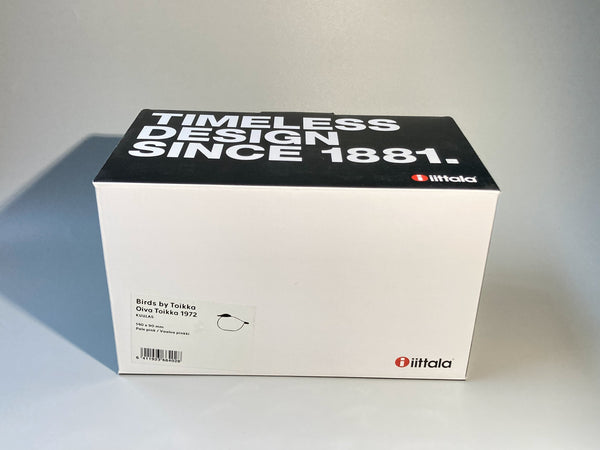 TIMELESS
DESIGN
SINCE 1881.
iittala
Birds by Toikka
Oiva Toikka 1972
KUULAS
Pale pink / Vaalea pinkki
iittala